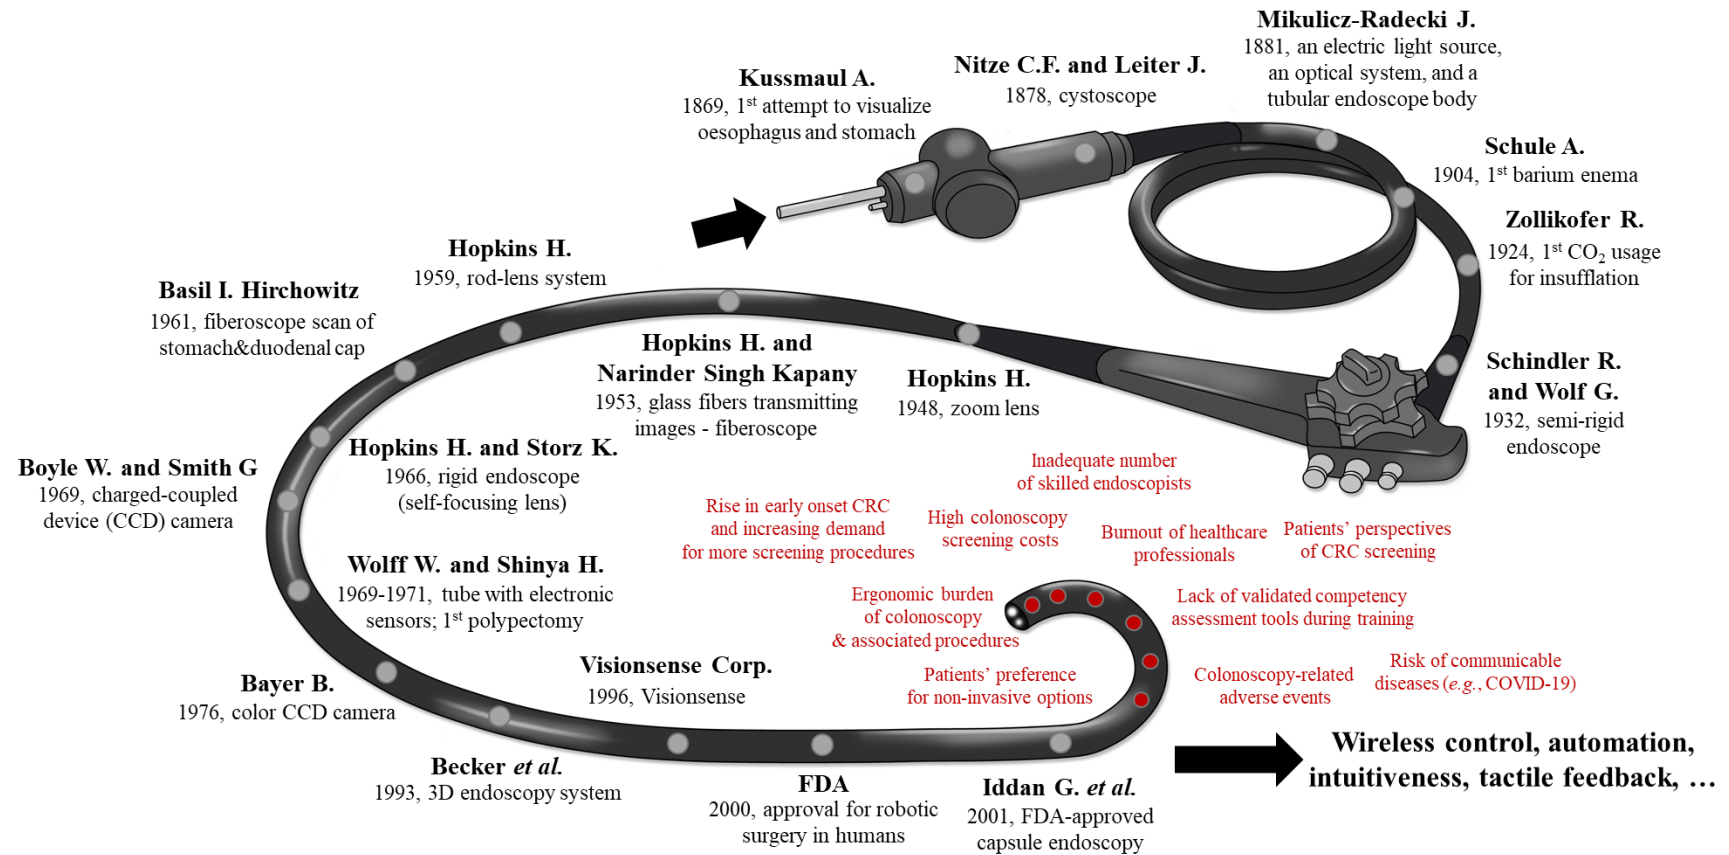 Kussmaul A.
1869, 1st attempt to visualize
oesophagus and stomach
Nitze C.F. and Leiter J.
1878, cystoscope
Mikulicz-Radecki J.
1881, an electric light source,
an optical system, and a
tubular endoscope body
Schule A.
1904, 1st barium enema
Zollikofer R.
1924, 1st CO2 usage
for insufflation
Schindler R.
and Wolf G.
1932, semi-rigid
endoscope
Hopkins H.
1948, zoom lens
Hopkins H. and
Narinder Singh Kapany
1953, glass fibers transmitting
images - fiberoscope
Hopkins H.
1959, rod-lens system
Basil I. Hirchowitz
1961, fiberoscope scan of
stomach&duodenal cap
Hopkins H. and Storz K.
1966, rigid endoscope
(self-focusing lens)
Boyle W. and Smith G
1969, charged-coupled
device (CCD) camera
Wolff W. and Shinya H.
1969-1971, tube with electronic
sensors; 1st polypectomy
Bayer B.
1976, color CCD camera
Becker et al.
1993, 3D endoscopy system
Visionsense Corp.
1996, Visionsense
FDA
2000, approval for robotic
surgery in humans
Iddan G. et al.
2001, FDA-approved
capsule endoscopy
Inadequate number
of skilled endoscopists
Rise in early onset CRC
and increasing demand
for more screening procedures
High colonoscopy
screening costs
Burnout of healthcare
professionals
Patients' perspectives
of CRC screening
Ergonomic burden
of colonoscopy
& associated procedures
Lack of validated competency
assessment tools during training
Patients' preference
for non-invasive options
Colonoscopy-related
adverse events
Risk of communicable
diseases (e.g., COVID-19)
Wireless control, automation,
intuitiveness, tactile feedback, …